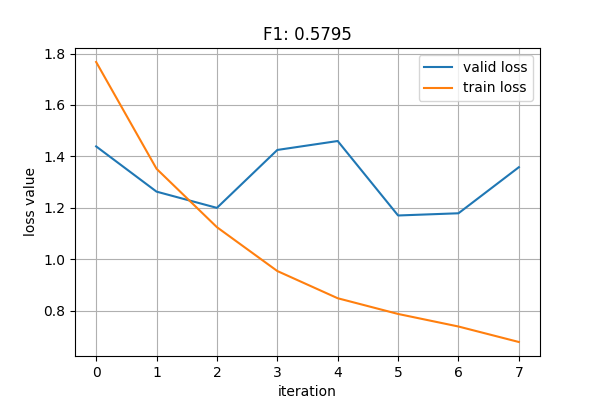 F1: 0.5795
valid loss
train loss
1.8
1.6
1.4
1.2
1.0
0.8
loss value
0 1 2 3 4 5 6 7
iteration